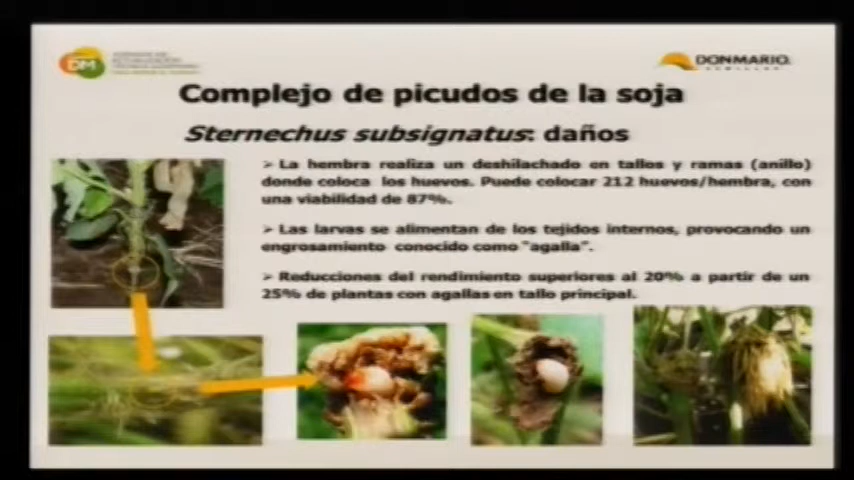 DM
DONMARIO
SEMILLAS
Complejo de picudos de la soja
Sternechus subsignatus: daños
➢ La hembra realiza un deshilachado en tallos y ramas (anillo)
donde coloca los huevos. Puede colocar 212 huevos/hembra, con
una viabilidad de 87%.
➢ Las larvas se alimentan de los tejidos internos, provocando un
engrosamiento conocido como "agalla".
➢ Reducciones del rendimiento superiores al 20% a partir de un
25% de plantas con agallas en tallo principal.